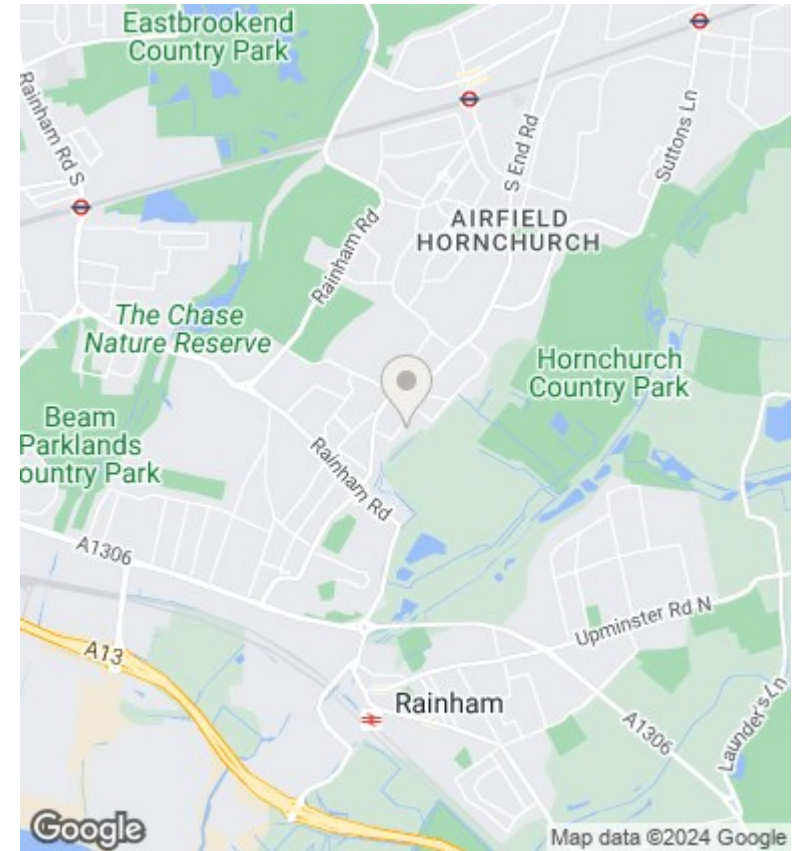 Eastbrookend
Country Park
Rainham Rd S
S End Rd
Suttons Ln
AIRFIELD
HORNCHURCH
Rainham Rd
The Chase
Nature Reserve
Hornchurch
Country Park
Beam
Parklands
ountry Park
Rainham Rd
A1306
Upminster Rd N
A13
Rainham
A1306
Launder's Ln
Google
Map data ©2024 Google